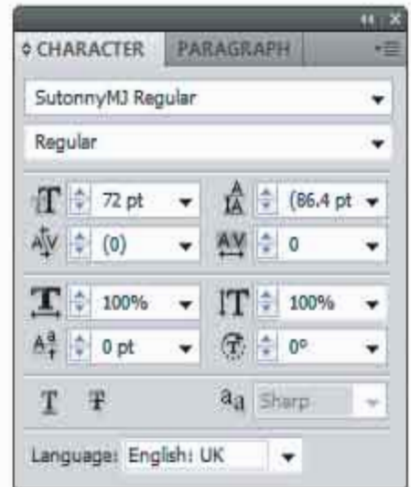 CHARACTER PARAGRAPH
SutonnyMJ Regular
Regular
72 pt (86.4 pt
(0) 0
100% 100%
0 pt 0°
Sharp
Language: English: UK